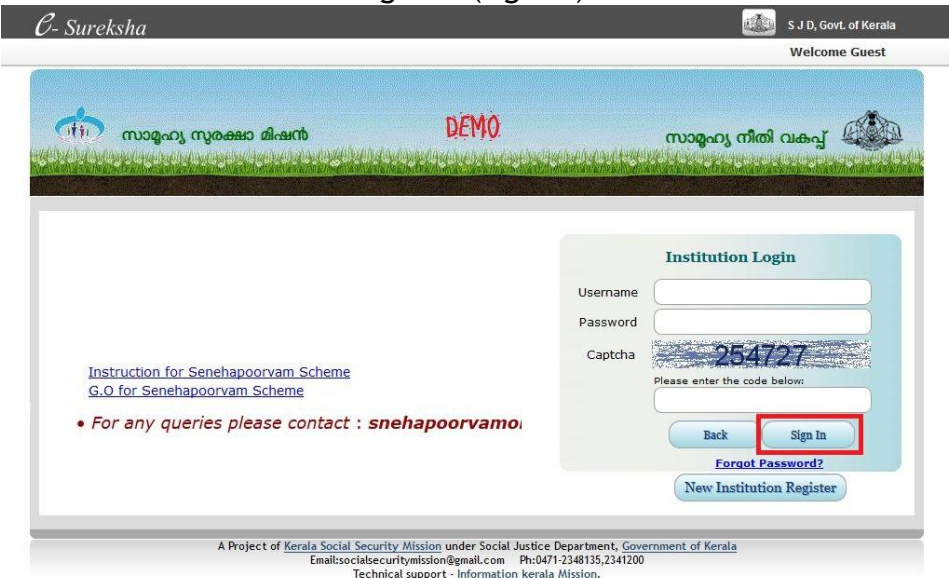 e- Sureksha
S J D, Govt. of Kerala
Welcome Guest
സാമൂഹ്യ സുരക്ഷാ മിഷൻ
DEMO
സാമൂഹ്യ നീതി വകുപ്പ്
Institution Login
Username
Password
Captcha
254727
Please enter the code below:
Instruction for Senehapoorvam Scheme
G.O for Senehapoorvam Scheme
• For any queries please contact : snehapoorvamo
Back Sign In
Forgot Password?
New Institution Register
A Project of Kerala Social Security Mission under Social Justice Department, Government of Kerala
Email:socialsecuritymission@gmail.com Ph:0471-2348135,2341200
Technical support - Information kerala Mission.